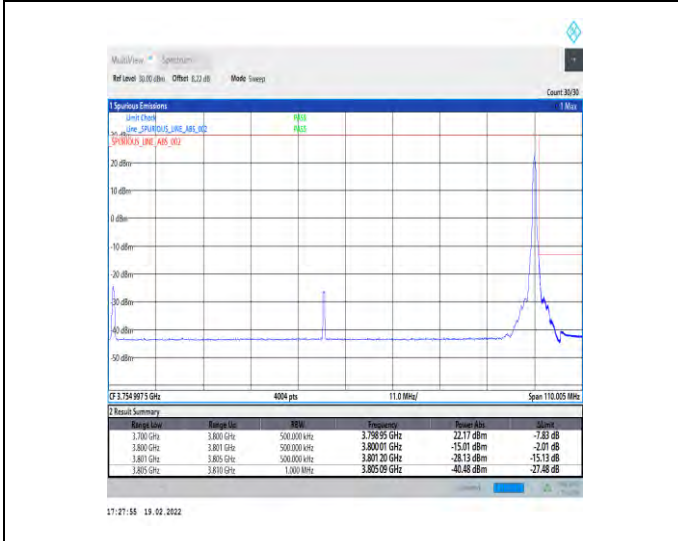 MultiView Spectrum
Ref Level 30.00 dBm Offset 8.22 dB Mode Sweep
Count 30/30
1 Spurious Emissions 1 Max
Limit Check PASS
Line _SPURIOUS_LINE_ABS_002 PASS
30 dBm
SPURIOUS_LINE_ABS_002
20 dBm
10 dBm
0 dBm
-10 dBm
-20 dBm
-30 dBm
-40 dBm
-50 dBm
CF 3.754 997 5 GHz 4004 pts 11.0 MHz/ Span 110.005 MHz
2 Result Summary
Range Low Range Up RBW Frequency Power Abs ΔLimit
3.700 GHz 3.800 GHz 500.000 kHz 3.798 95 GHz 22.17 dBm -7.83 dB
3.800 GHz 3.801 GHz 500.000 kHz 3.800 01 GHz -15.01 dBm -2.01 dB
3.801 GHz 3.805 GHz 500.000 kHz 3.801 20 GHz -28.13 dBm -15.13 dB
3.805 GHz 3.810 GHz 1.000 MHz 3.805 09 GHz -40.48 dBm -27.48 dB
17:27:55 19.02.2022